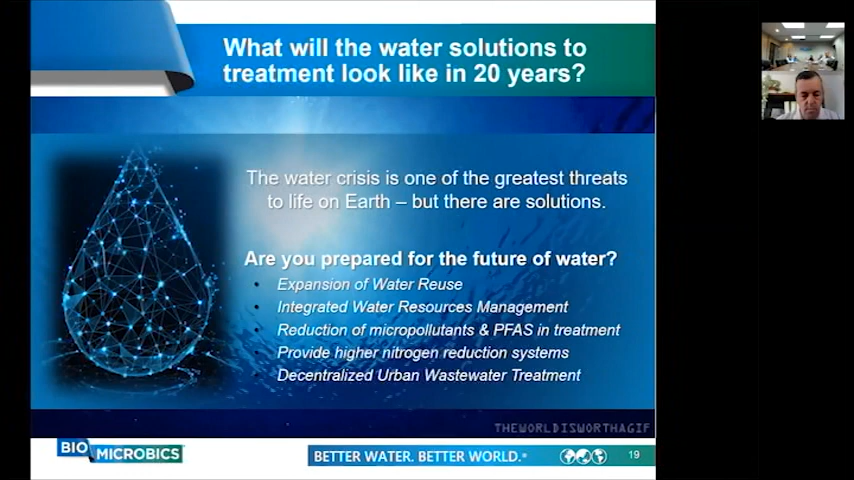 What will the water solutions to
treatment look like in 20 years?
The water crisis is one of the greatest threats
to life on Earth – but there are solutions.
Are you prepared for the future of water?
• Expansion of Water Reuse
• Integrated Water Resources Management
• Reduction of micropollutants & PFAS in treatment
• Provide higher nitrogen reduction systems
• Decentralized Urban Wastewater Treatment
THEWORLDISWORTHAGIF
BIO MICROBICS
BETTER WATER. BETTER WORLD.®
19